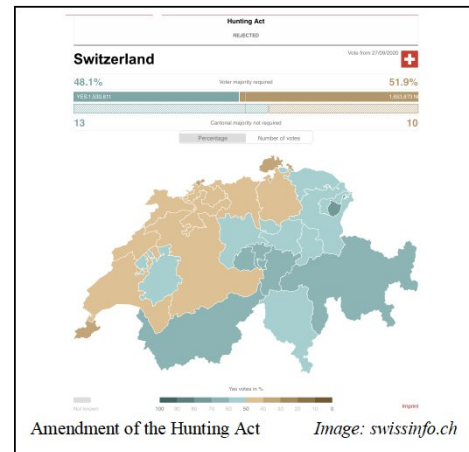 Hunting Act
REJECTED
Switzerland
Vote from 27/09/2020
48.1% Voter majority required 51.9%
YES
13 Cantonal majority not required 10
Percentage Number of votes
Yes votes in %
Not known 100 90 80 70 60 50 40 30 20 10 0
Imprint
Amendment of the Hunting Act Image: swissinfo.ch